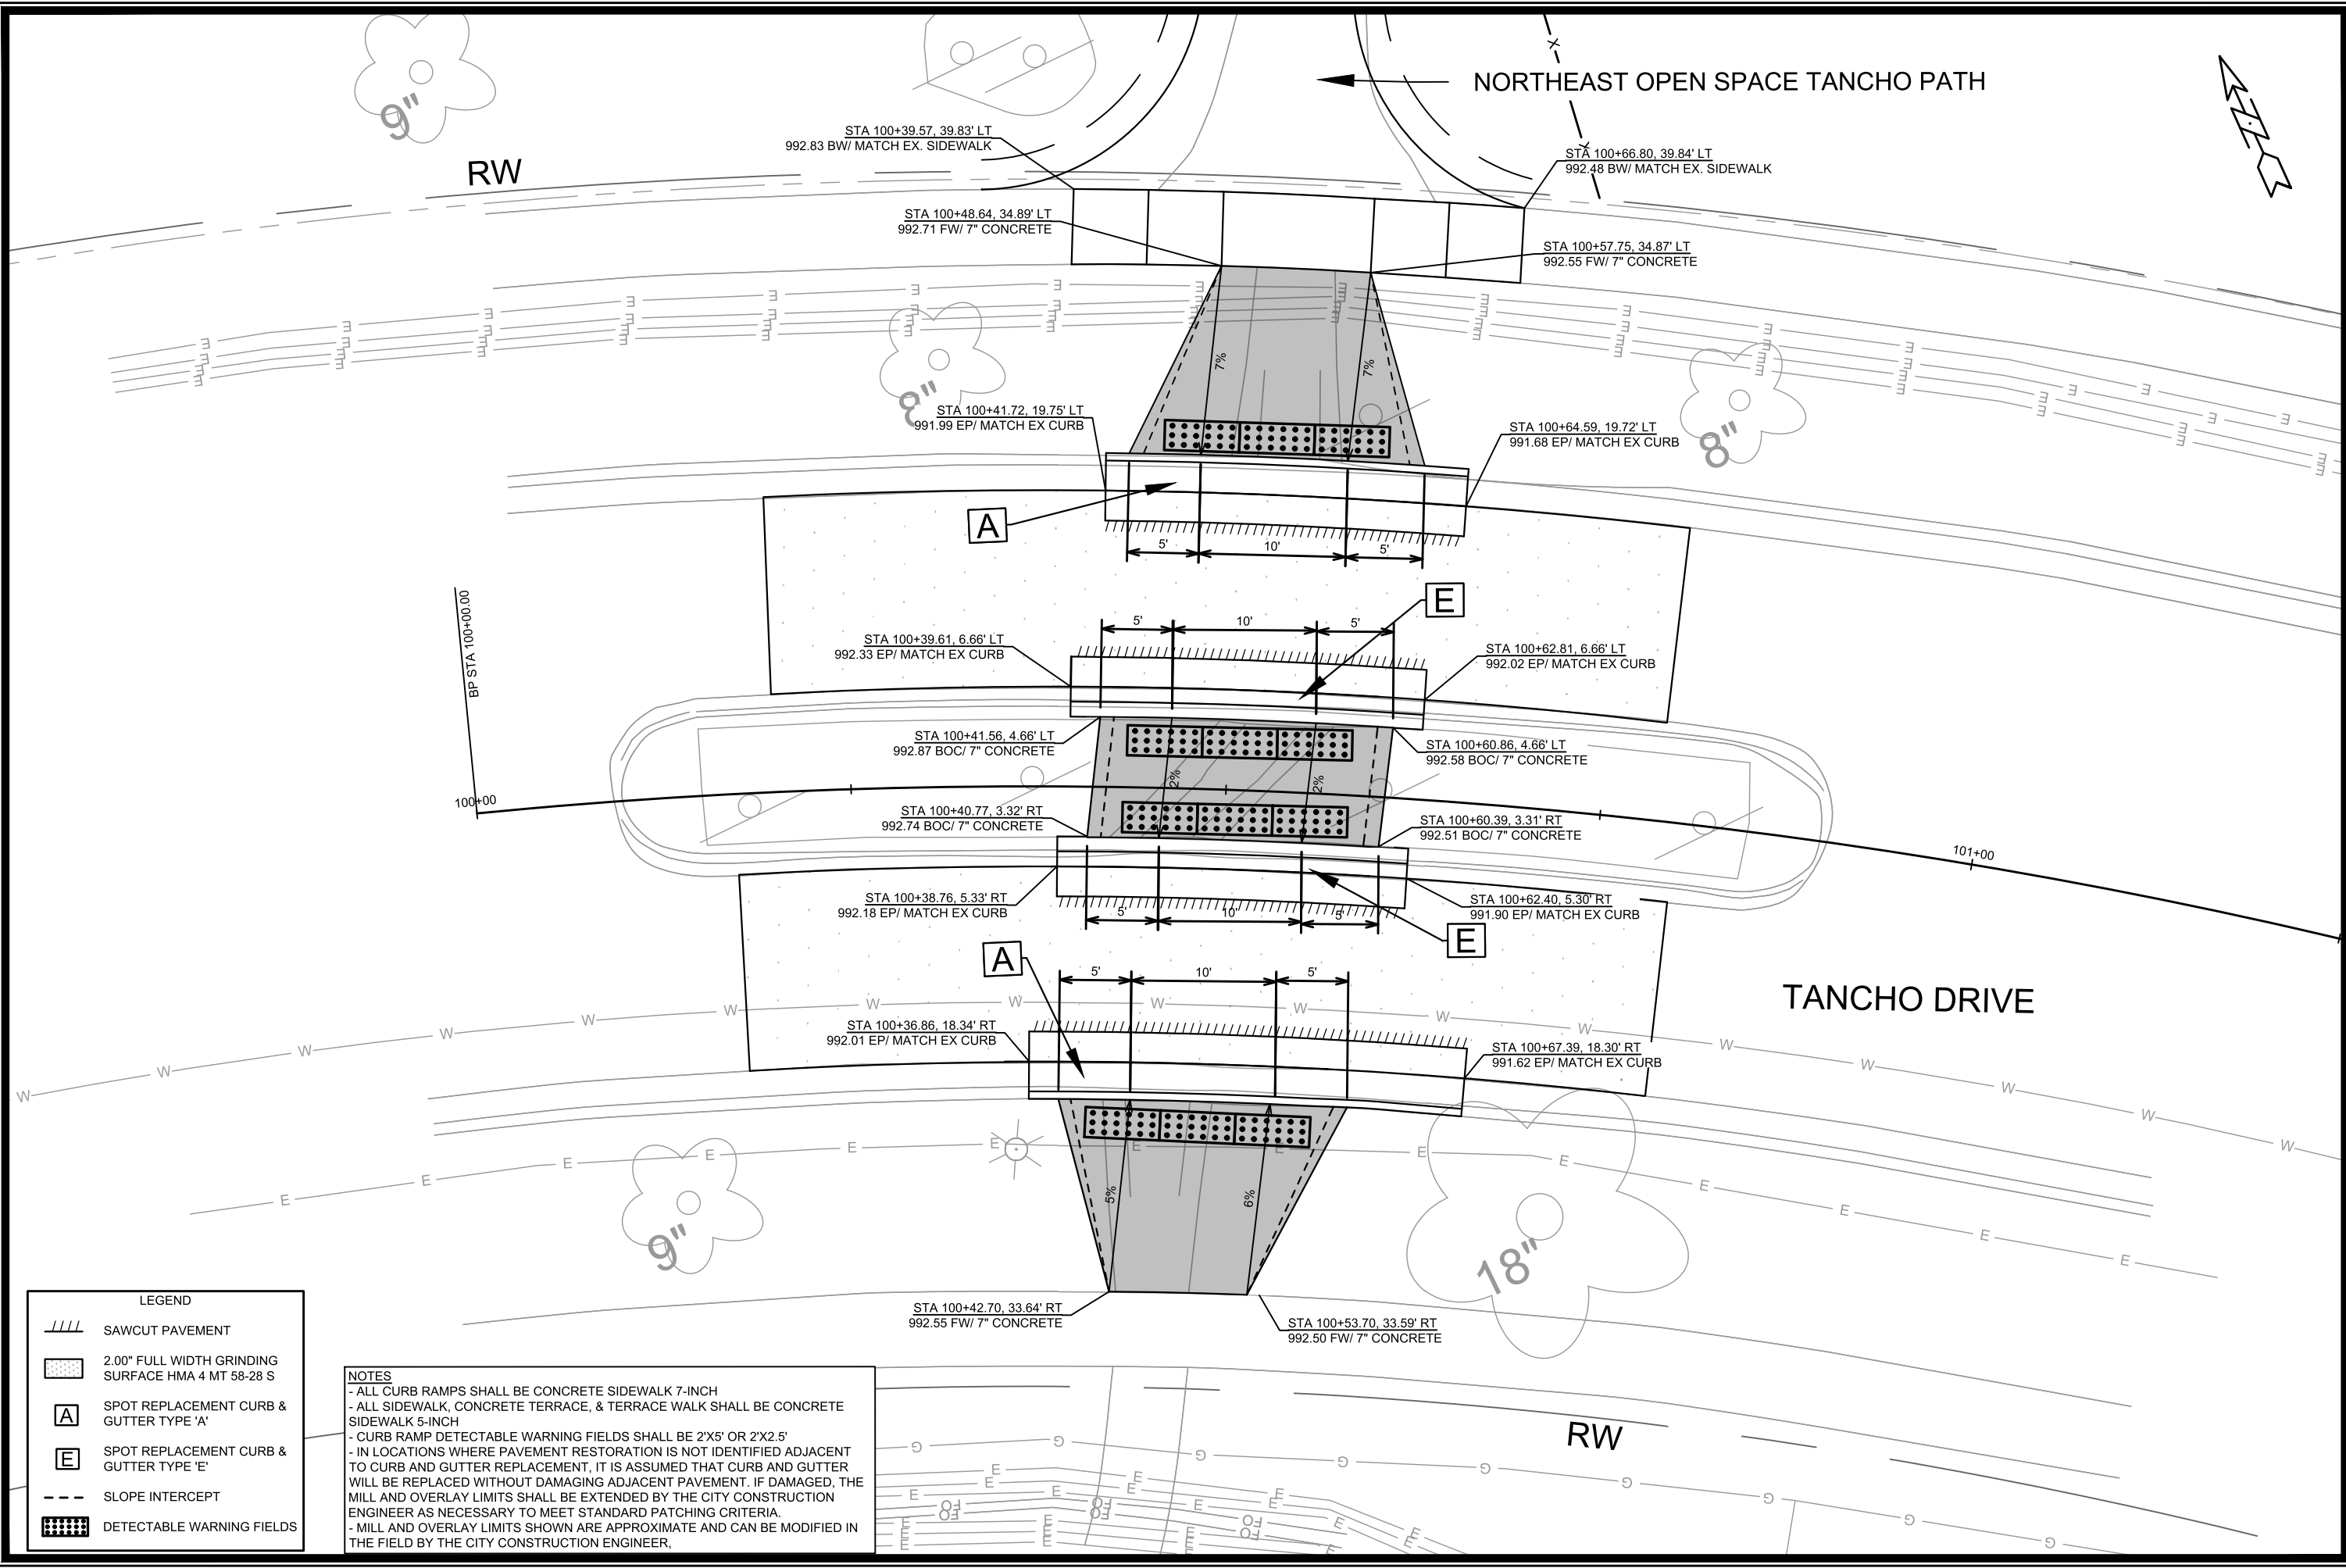 9"
NORTHEAST OPEN SPACE TANCHO PATH
RW
STA 100+39.57, 39.83' LT
992.83 BW/ MATCH EX. SIDEWALK
STA 100+66.80, 39.84' LT
992.48 BW/ MATCH EX. SIDEWALK
STA 100+48.64, 34.89' LT
992.71 FW/ 7" CONCRETE
STA 100+57.75, 34.87' LT
992.55 FW/ 7" CONCRETE
7%
7%
8"
8"
STA 100+41.72, 19.75' LT
991.99 EP/ MATCH EX CURB
STA 100+64.59, 19.72' LT
991.68 EP/ MATCH EX CURB
A
5'
10'
5'
E
BP STA 100+00.00
5'
10'
5'
STA 100+39.61, 6.66' LT
992.33 EP/ MATCH EX CURB
STA 100+62.81, 6.66' LT
992.02 EP/ MATCH EX CURB
STA 100+41.56, 4.66' LT
992.87 BOC/ 7" CONCRETE
STA 100+60.86, 4.66' LT
992.58 BOC/ 7" CONCRETE
2%
2%
100+00
STA 100+40.77, 3.32' RT
992.74 BOC/ 7" CONCRETE
STA 100+60.39, 3.31' RT
992.51 BOC/ 7" CONCRETE
101+00
STA 100+38.76, 5.33' RT
992.18 EP/ MATCH EX CURB
STA 100+62.40, 5.30' RT
991.90 EP/ MATCH EX CURB
5'
10'
5'
E
A
5'
10'
5'
TANCHO DRIVE
STA 100+36.86, 18.34' RT
992.01 EP/ MATCH EX CURB
STA 100+67.39, 18.30' RT
991.62 EP/ MATCH EX CURB
5%
6%
9"
18"
STA 100+42.70, 33.64' RT
992.55 FW/ 7" CONCRETE
STA 100+53.70, 33.59' RT
992.50 FW/ 7" CONCRETE
RW
LEGEND
SAWCUT PAVEMENT
2.00" FULL WIDTH GRINDING
SURFACE HMA 4 MT 58-28 S
A
SPOT REPLACEMENT CURB &
GUTTER TYPE 'A'
E
SPOT REPLACEMENT CURB &
GUTTER TYPE 'E'
SLOPE INTERCEPT
DETECTABLE WARNING FIELDS
NOTES
- ALL CURB RAMPS SHALL BE CONCRETE SIDEWALK 7-INCH
- ALL SIDEWALK, CONCRETE TERRACE, & TERRACE WALK SHALL BE CONCRETE
SIDEWALK 5-INCH
- CURB RAMP DETECTABLE WARNING FIELDS SHALL BE 2'X5' OR 2'X2.5'
- IN LOCATIONS WHERE PAVEMENT RESTORATION IS NOT IDENTIFIED ADJACENT
TO CURB AND GUTTER REPLACEMENT, IT IS ASSUMED THAT CURB AND GUTTER
WILL BE REPLACED WITHOUT DAMAGING ADJACENT PAVEMENT. IF DAMAGED, THE
MILL AND OVERLAY LIMITS SHALL BE EXTENDED BY THE CITY CONSTRUCTION
ENGINEER AS NECESSARY TO MEET STANDARD PATCHING CRITERIA.
- MILL AND OVERLAY LIMITS SHOWN ARE APPROXIMATE AND CAN BE MODIFIED IN
THE FIELD BY THE CITY CONSTRUCTION ENGINEER,